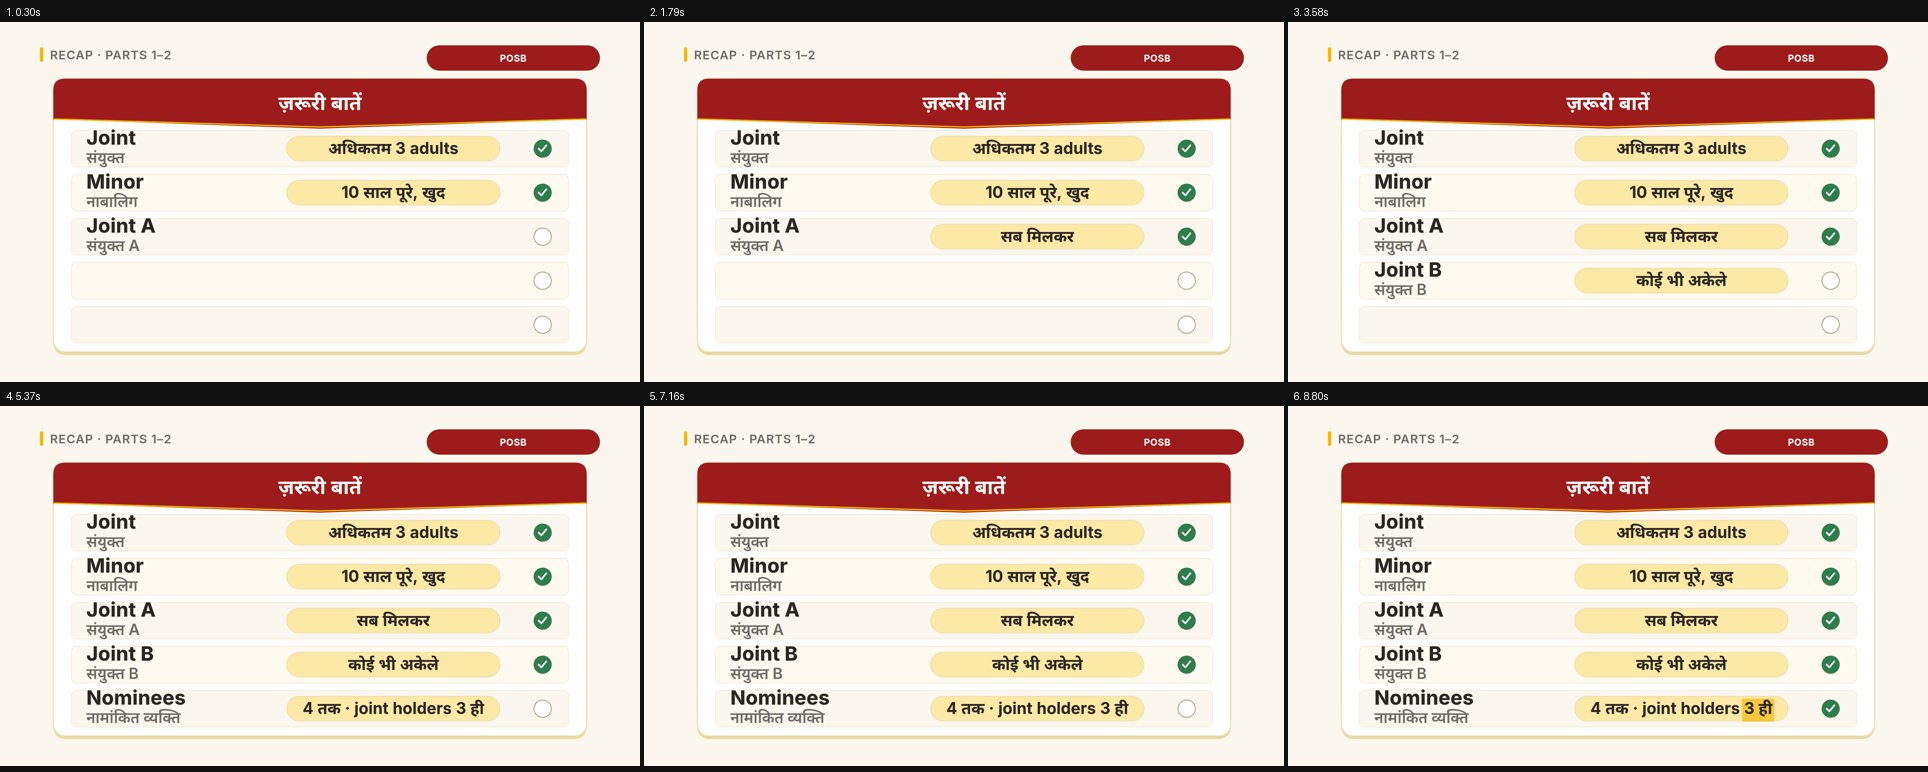 1. 0.30s
RECAP · PARTS 1–2
POSB
ज़रूरी बातें
Joint
संयुक्त
अधिकतम 3 adults
Minor
नाबालिग
10 साल पूरे, खुद
Joint A
संयुक्त A
2. 1.79s
RECAP · PARTS 1–2
POSB
ज़रूरी बातें
Joint
संयुक्त
अधिकतम 3 adults
Minor
नाबालिग
10 साल पूरे, खुद
Joint A
संयुक्त A
सब मिलकर
3. 3.58s
RECAP · PARTS 1–2
POSB
ज़रूरी बातें
Joint
संयुक्त
अधिकतम 3 adults
Minor
नाबालिग
10 साल पूरे, खुद
Joint A
संयुक्त A
सब मिलकर
Joint B
संयुक्त B
कोई भी अकेले
4. 5.37s
RECAP · PARTS 1–2
POSB
ज़रूरी बातें
Joint
संयुक्त
अधिकतम 3 adults
Minor
नाबालिग
10 साल पूरे, खुद
Joint A
संयुक्त A
सब मिलकर
Joint B
संयुक्त B
कोई भी अकेले
Nominees
नामांकित व्यक्ति
4 तक · joint holders 3 ही
5. 7.16s
RECAP · PARTS 1–2
POSB
ज़रूरी बातें
Joint
संयुक्त
अधिकतम 3 adults
Minor
नाबालिग
10 साल पूरे, खुद
Joint A
संयुक्त A
सब मिलकर
Joint B
संयुक्त B
कोई भी अकेले
Nominees
नामांकित व्यक्ति
4 तक · joint holders 3 ही
6. 8.80s
RECAP · PARTS 1–2
POSB
ज़रूरी बातें
Joint
संयुक्त
अधिकतम 3 adults
Minor
नाबालिग
10 साल पूरे, खुद
Joint A
संयुक्त A
सब मिलकर
Joint B
संयुक्त B
कोई भी अकेले
Nominees
नामांकित व्यक्ति
4 तक · joint holders 3 ही